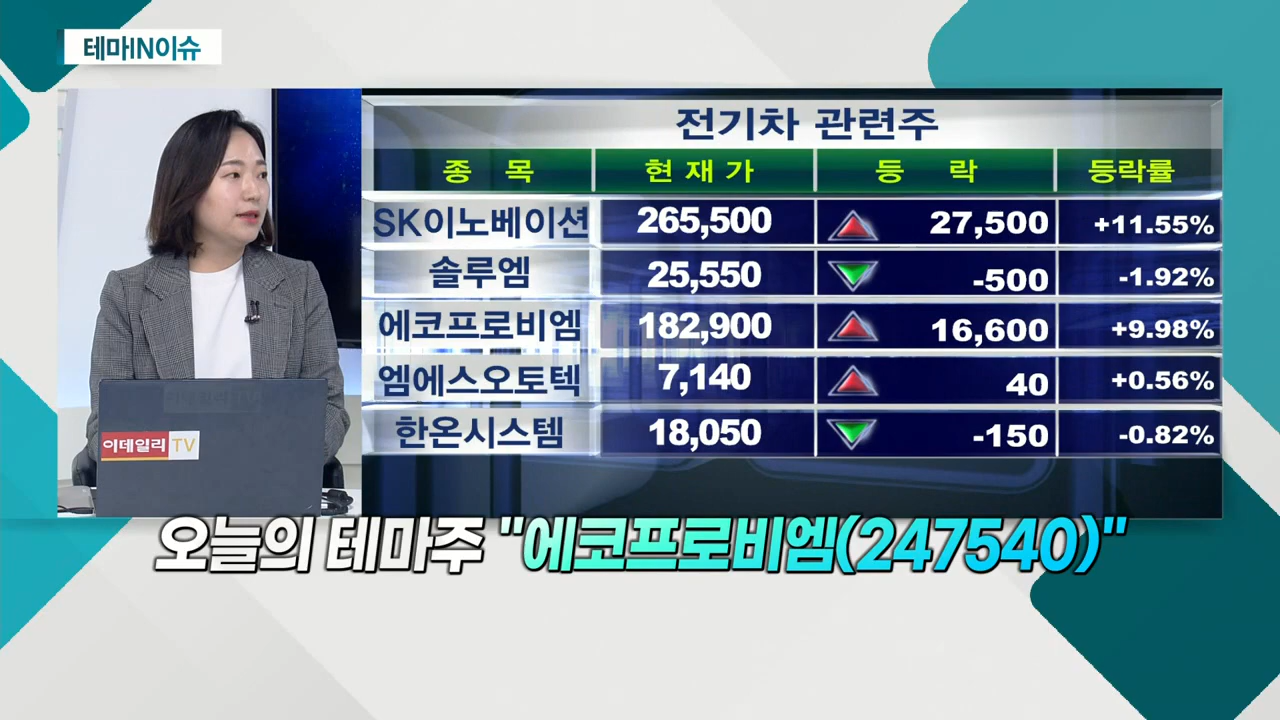 테마IN이슈
전기차 관련주
종 목 현 재 가 등 락 등락률
SK이노베이션 265,500 27,500 +11.55%
솔루엠 25,550 -500 -1.92%
에코프로비엠 182,900 16,600 +9.98%
엠에스오토텍 7,140 40 +0.56%
한온시스템 18,050 -150 -0.82%
이데일리 TV
오늘의 테마주 "에코프로비엠(247540)"